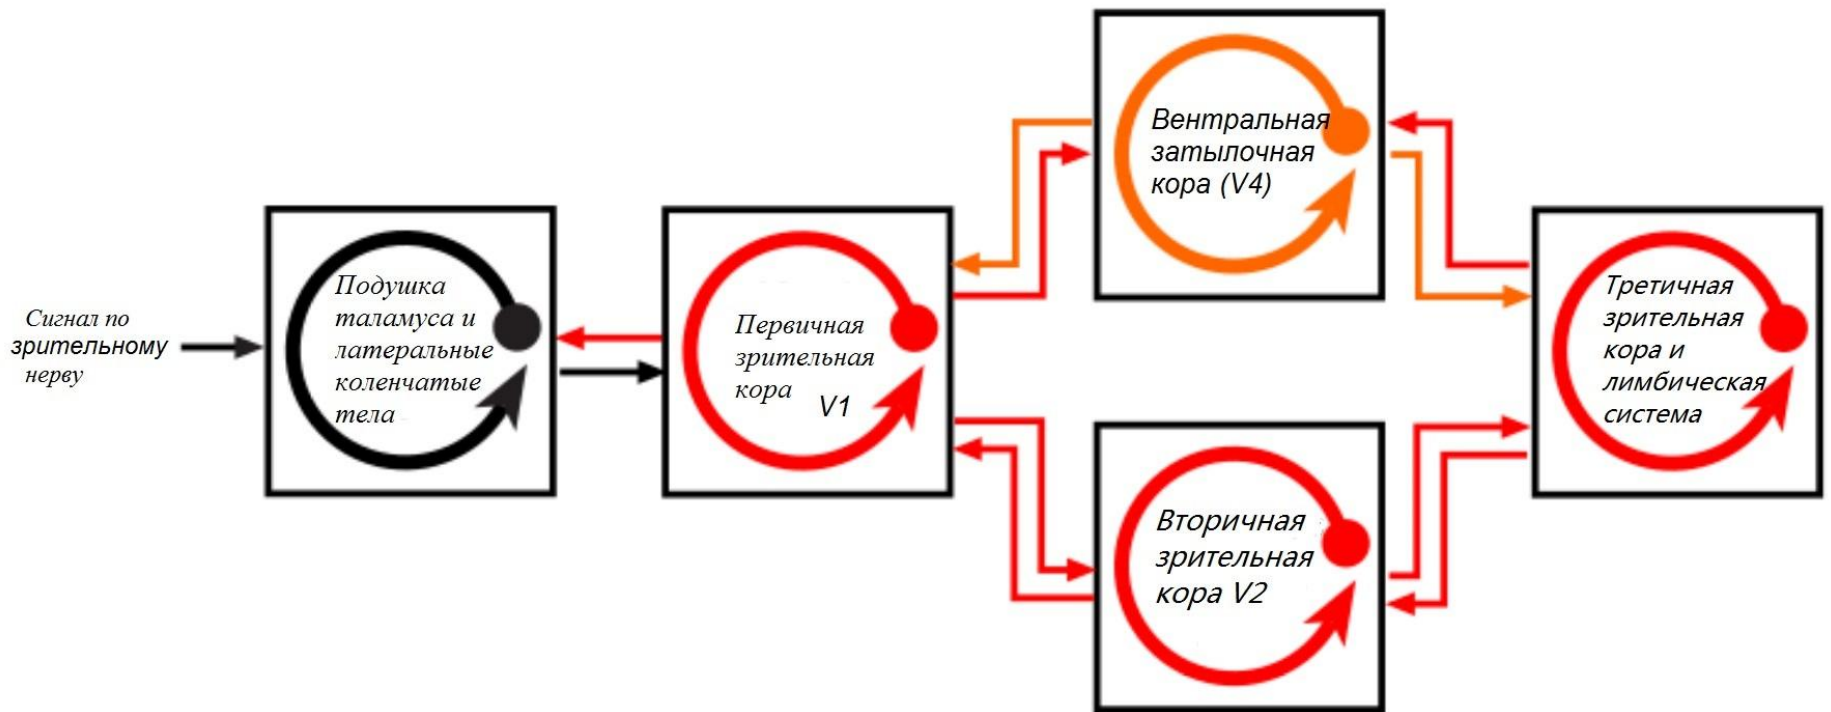 Сигнал по
зрительному
нерву
Подушка
таламуса и
латеральные
коленчатые
тела
Первичная
зрительная
кора
V1
Вентральная
затылочная
кора (V4)
Вторичная
зрительная
кора V2
Третичная
зрительная
кора и
лимбическая
система